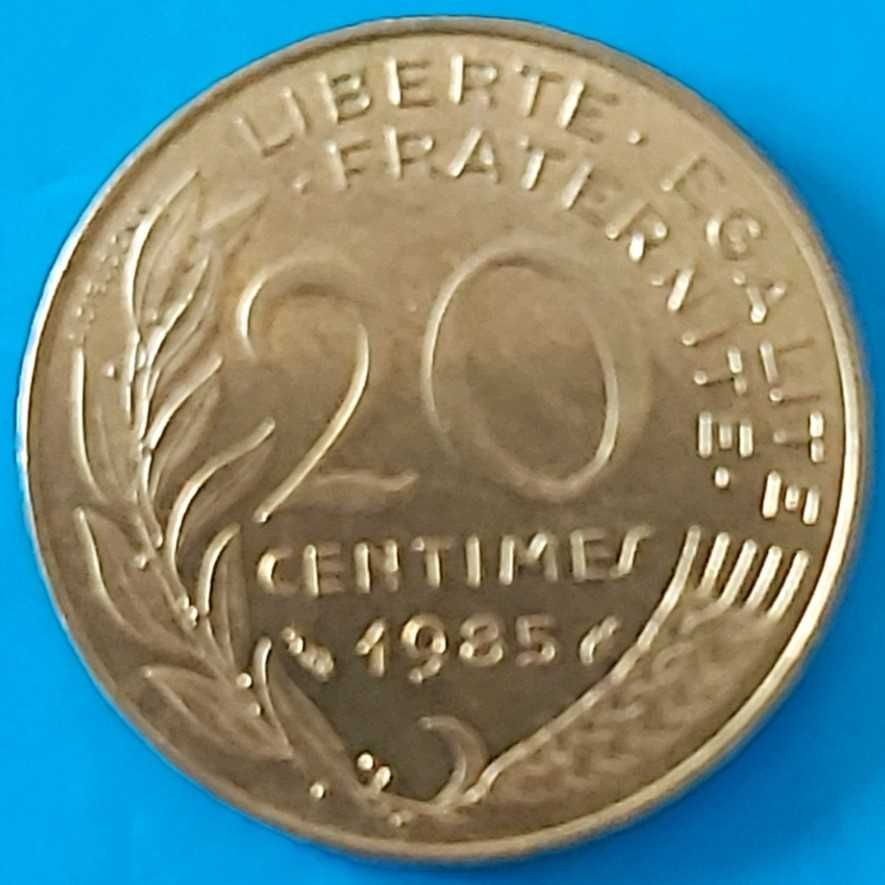 LIBERTE · EGALITE
· FRATERNITE ·
20
CENTIMES
1985